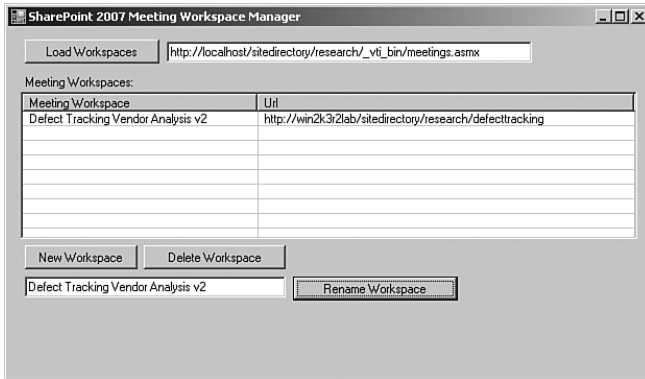 SharePoint 2007 Meeting Workspace Manager
Load Workspaces http://localhost/sitedirectory/research/_vti_bin/meetings.asmx
Meeting Workspaces:
Meeting Workspace Url
Defect Tracking Vendor Analysis v2 http://win2k3r2lab/sitedirectory/research/defecttracking
New Workspace Delete Workspace
Defect Tracking Vendor Analysis v2 Rename Workspace